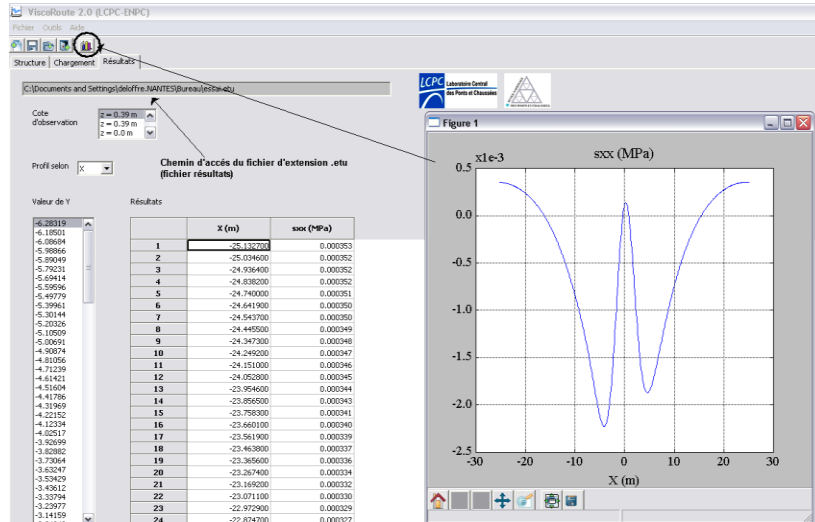 ViscoRoute 2.0 (LCPC-ENPC)
Fichier Outils Aide
Structure Chargement Résultats
C:\Documents and Settings\deloffre.NANTES\Bureau\essai.etu
LCPC Laboratoire Central
des Ponts et Chaussées
Cote
d'observation
z = 0.39 m
z = 0.39 m
z = 0.0 m
Chemin d'accés du fichier d'extension .etu
(fichier résultats)
Profil selon X
Valeur de Y
-6.28319
-6.18501
-6.08684
-5.98866
-5.89049
-5.79231
-5.69414
-5.59596
-5.49779
-5.39961
-5.30144
-5.20326
-5.10509
-5.00691
-4.90874
-4.81056
-4.71239
-4.61421
-4.51604
-4.41786
-4.31969
-4.22152
-4.12334
-4.02517
-3.92699
-3.82882
-3.73064
-3.63247
-3.53429
-3.43612
-3.33794
-3.23977
-3.14159
Résultats
X (m) sxx (MPa)
1 -25.132700 0.000353
2 -25.034600 0.000352
3 -24.936400 0.000352
4 -24.838200 0.000352
5 -24.740000 0.000351
6 -24.641900 0.000350
7 -24.543700 0.000350
8 -24.445500 0.000349
9 -24.347300 0.000348
10 -24.249200 0.000347
11 -24.151000 0.000346
12 -24.052800 0.000345
13 -23.954600 0.000344
14 -23.856500 0.000343
15 -23.758300 0.000341
16 -23.660100 0.000340
17 -23.561900 0.000339
18 -23.463800 0.000337
19 -23.365600 0.000336
20 -23.267400 0.000334
21 -23.169200 0.000332
22 -23.071100 0.000330
23 -22.972900 0.000329
24 -22.874700 0.000327
Figure 1
x1e-3
sxx (MPa)
0.5
0.0
-0.5
-1.0
-1.5
-2.0
-2.5
-30 -20 -10 0 10 20 30
X (m)